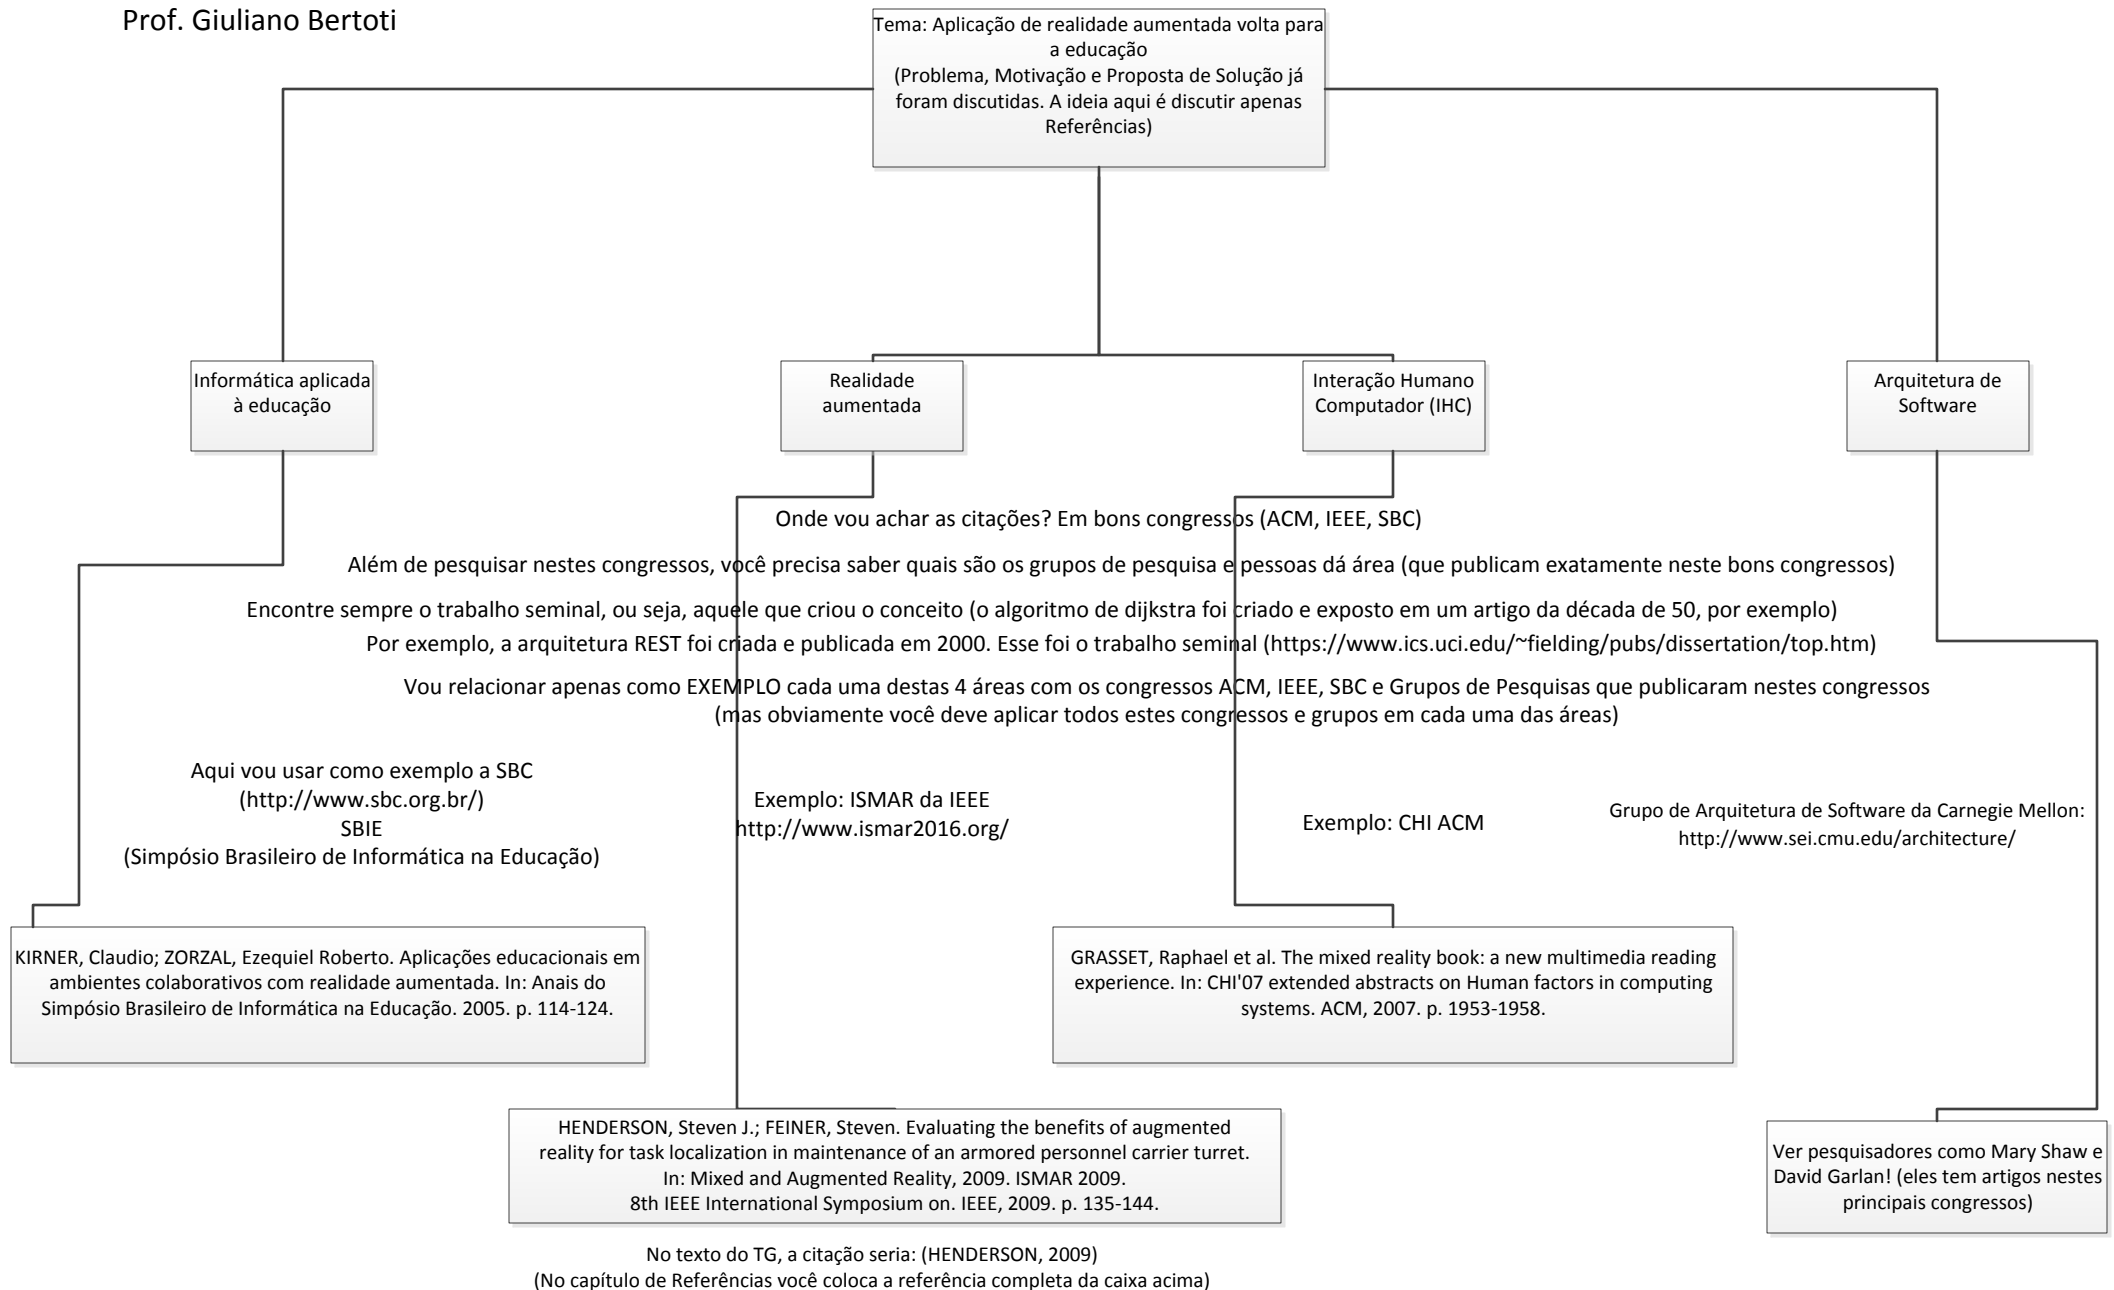 Prof. Giuliano Bertoti
Tema: Aplicação de realidade aumentada volta para
a educação
(Problema, Motivação e Proposta de Solução já
foram discutidas. A ideia aqui é discutir apenas
Referências)
Informática aplicada
à educação
Realidade
aumentada
Interação Humano
Computador (IHC)
Arquitetura de
Software
Onde vou achar as citações? Em bons congressos (ACM, IEEE, SBC)
Além de pesquisar nestes congressos, você precisa saber quais são os grupos de pesquisa e pessoas dá área (que publicam exatamente neste bons congressos)
Encontre sempre o trabalho seminal, ou seja, aquele que criou o conceito (o algoritmo de dijkstra foi criado e exposto em um artigo da década de 50, por exemplo)
Por exemplo, a arquitetura REST foi criada e publicada em 2000. Esse foi o trabalho seminal (https://www.ics.uci.edu/~fielding/pubs/dissertation/top.htm)
Vou relacionar apenas como EXEMPLO cada uma destas 4 áreas com os congressos ACM, IEEE, SBC e Grupos de Pesquisas que publicaram nestes congressos
(mas obviamente você deve aplicar todos estes congressos e grupos em cada uma das áreas)
Aqui vou usar como exemplo a SBC
(http://www.sbc.org.br/)
SBIE
(Simpósio Brasileiro de Informática na Educação)
Exemplo: ISMAR da IEEE
http://www.ismar2016.org/
Exemplo: CHI ACM
Grupo de Arquitetura de Software da Carnegie Mellon:
http://www.sei.cmu.edu/architecture/
KIRNER, Claudio; ZORZAL, Ezequiel Roberto. Aplicações educacionais em
ambientes colaborativos com realidade aumentada. In: Anais do
Simpósio Brasileiro de Informática na Educação. 2005. p. 114-124.
GRASSET, Raphael et al. The mixed reality book: a new multimedia reading
experience. In: CHI'07 extended abstracts on Human factors in computing
systems. ACM, 2007. p. 1953-1958.
HENDERSON, Steven J.; FEINER, Steven. Evaluating the benefits of augmented
reality for task localization in maintenance of an armored personnel carrier turret.
In: Mixed and Augmented Reality, 2009. ISMAR 2009.
8th IEEE International Symposium on. IEEE, 2009. p. 135-144.
Ver pesquisadores como Mary Shaw e
David Garlan! (eles tem artigos nestes
principais congressos)
No texto do TG, a citação seria: (HENDERSON, 2009)
(No capítulo de Referências você coloca a referência completa da caixa acima)